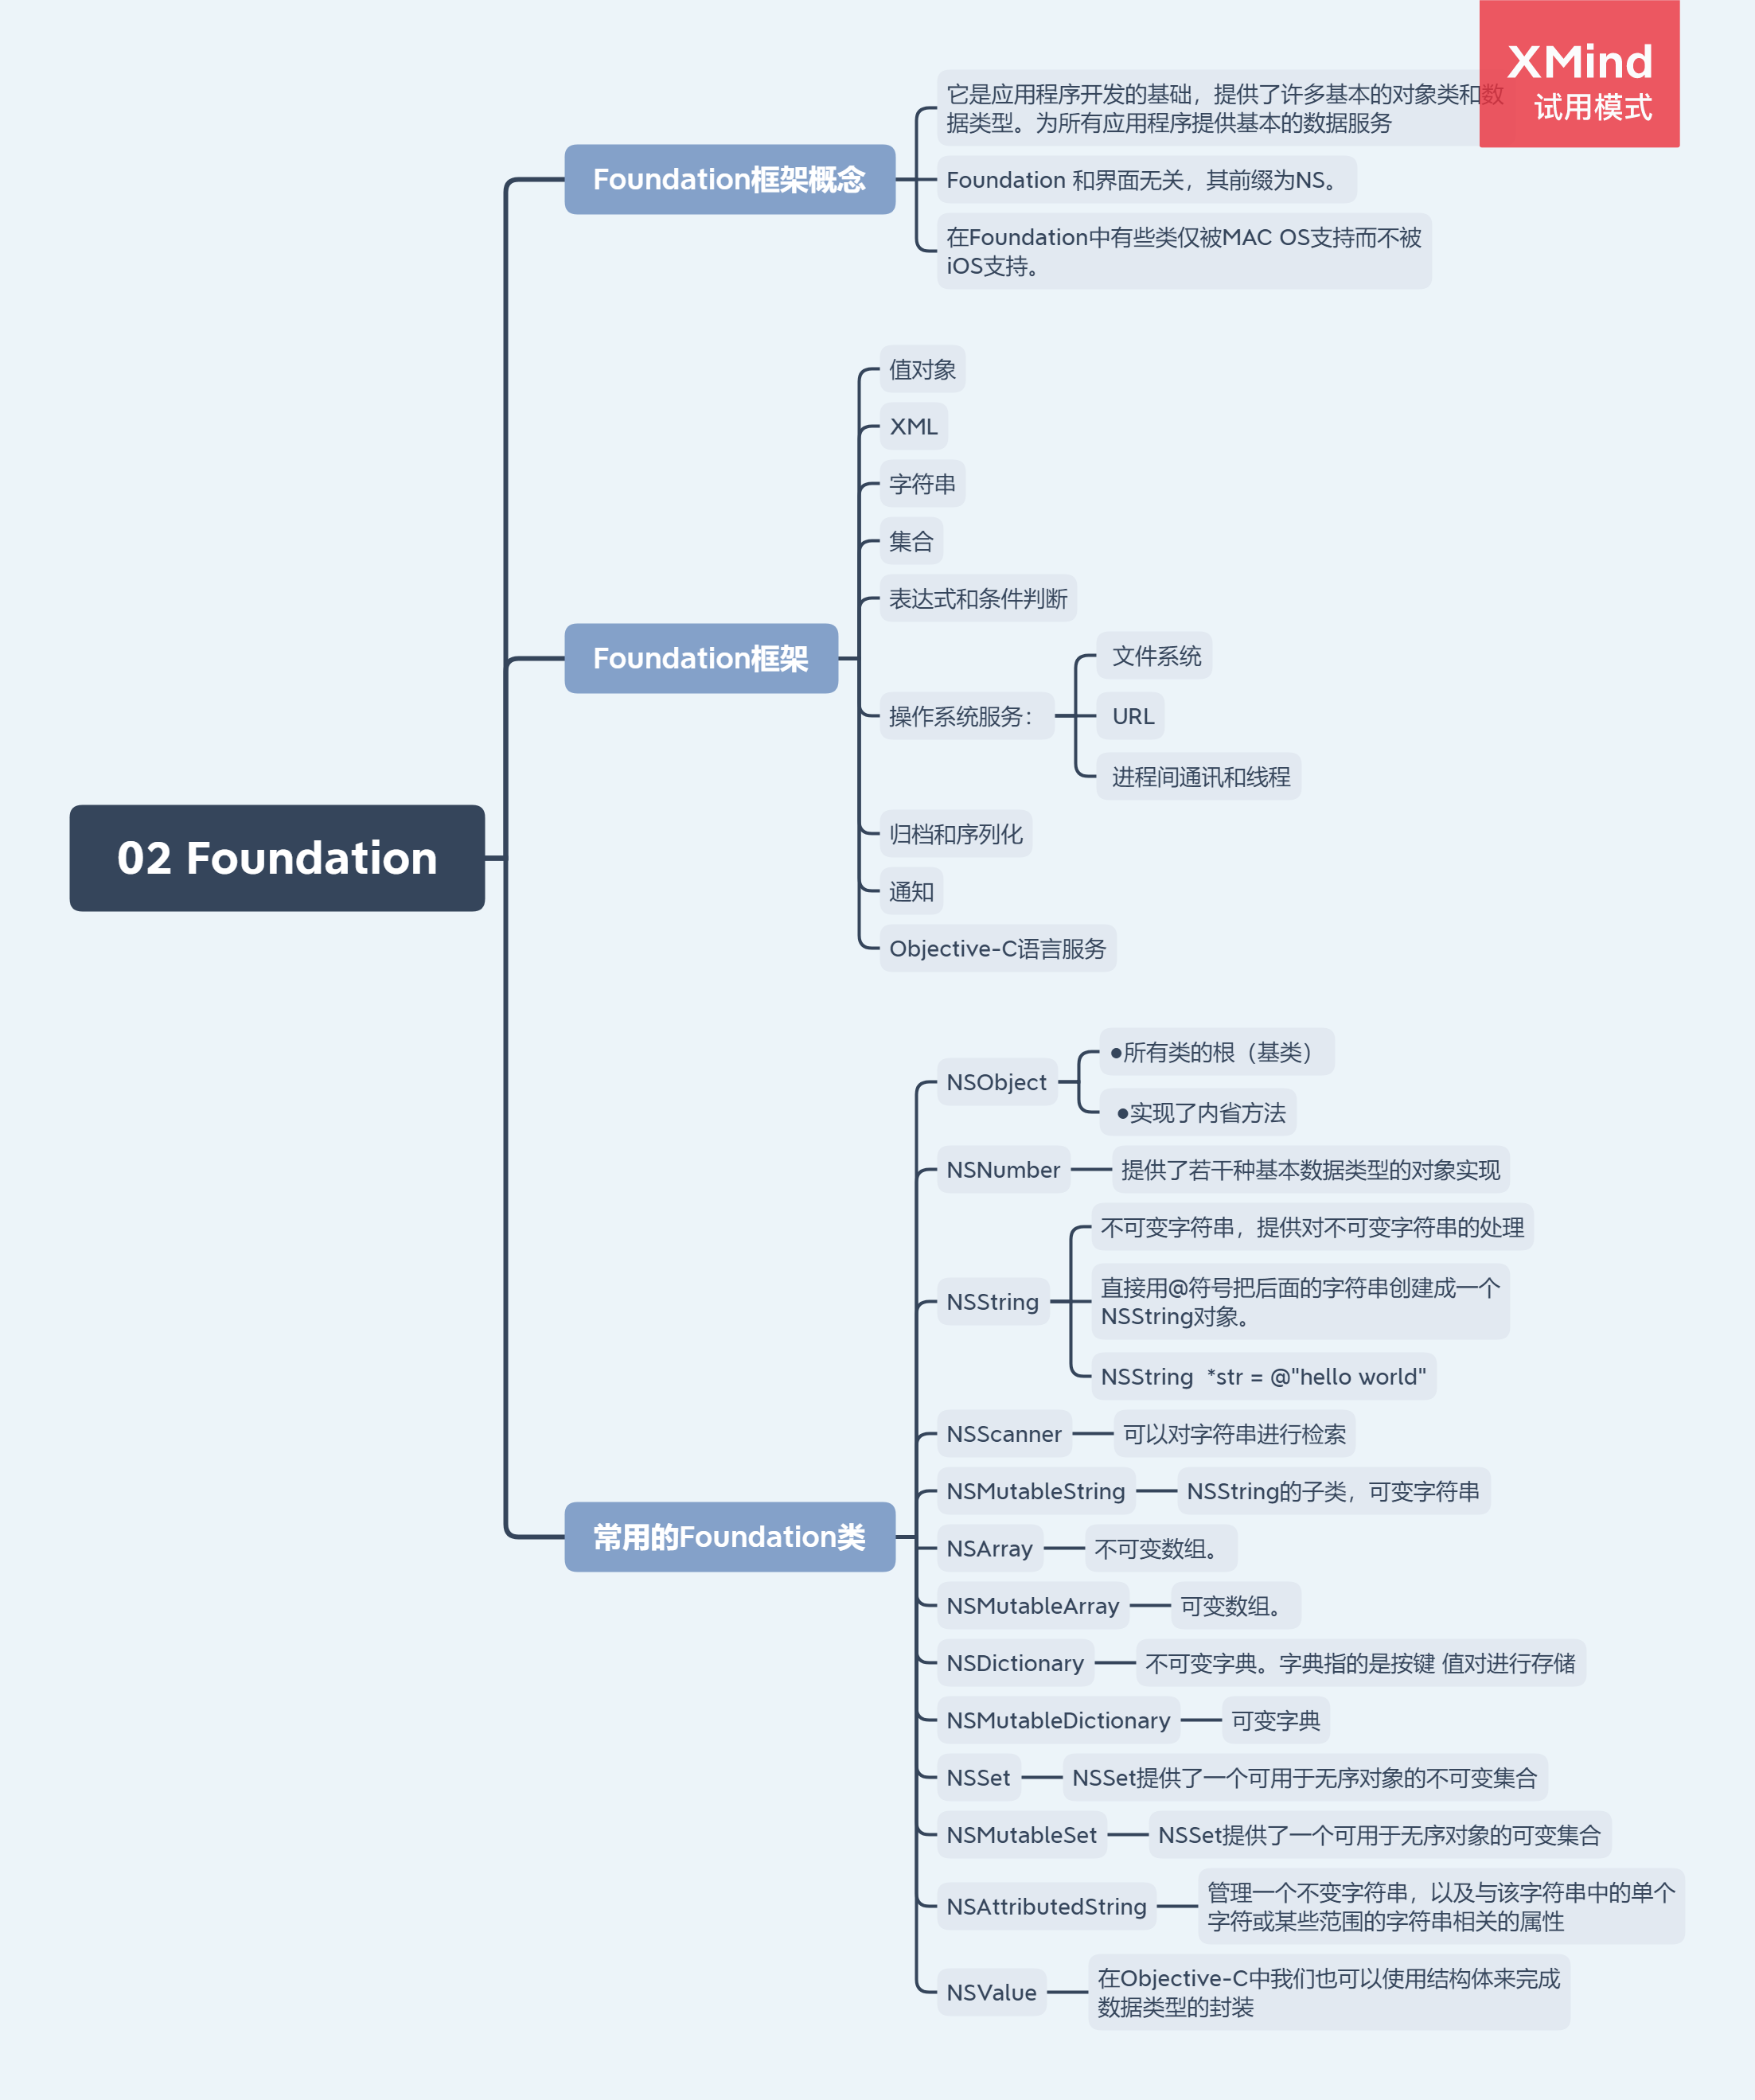 XMind
试用模式
它是应用程序开发的基础，提供了许多基本的对象类和数
据类型。为所有应用程序提供基本的数据服务
Foundation框架概念
Foundation 和界面无关，其前缀为NS。
在Foundation中有些类仅被MAC OS支持而不被
iOS支持。
值对象
XML
字符串
集合
表达式和条件判断
Foundation框架
文件系统
操作系统服务：
URL
进程间通讯和线程
归档和序列化
02 Foundation
通知
Objective-C语言服务
●所有类的根（基类）
NSObject
●实现了内省方法
NSNumber
提供了若干种基本数据类型的对象实现
不可变字符串，提供对不可变字符串的处理
NSString
直接用@符号把后面的字符串创建成一个
NSString对象。
NSString  *str = @"hello world"
NSScanner
可以对字符串进行检索
NSMutableString
NSString的子类，可变字符串
常用的Foundation类
NSArray
不可变数组。
NSMutableArray
可变数组。
NSDictionary
不可变字典。字典指的是按键 值对进行存储
NSMutableDictionary
可变字典
NSSet
NSSet提供了一个可用于无序对象的不可变集合
NSMutableSet
NSSet提供了一个可用于无序对象的可变集合
NSAttributedString
管理一个不变字符串，以及与该字符串中的单个
字符或某些范围的字符串相关的属性
NSValue
在Objective-C中我们也可以使用结构体来完成
数据类型的封装